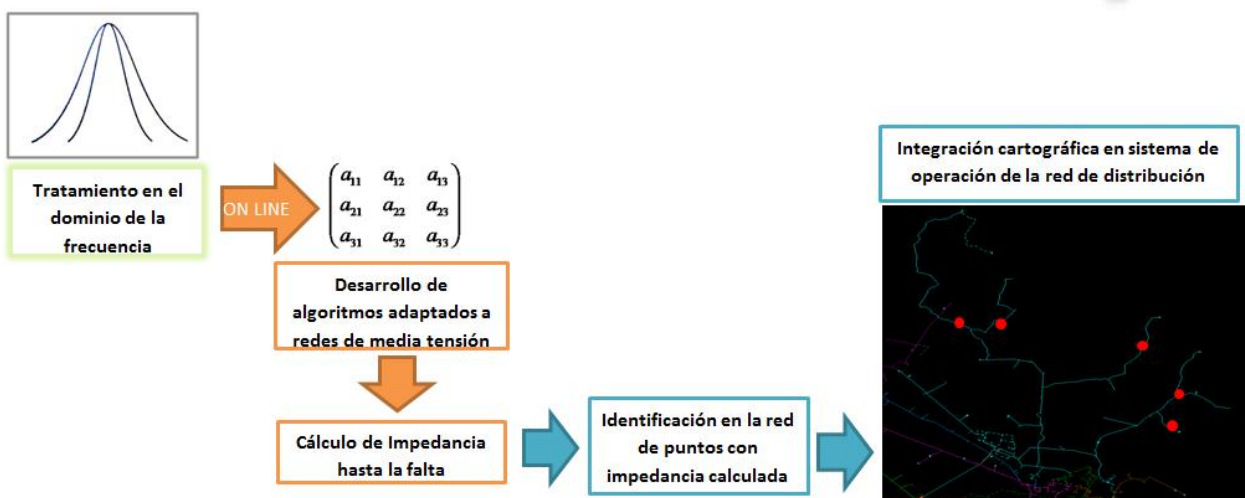 Tratamiento en el
dominio de la
frecuencia
ON LINE
a11 a12 a13
a21 a22 a23
a31 a32 a33
Desarrollo de
algoritmos adaptados a
redes de media tensión
Cálculo de Impedancia
hasta la falta
Identificación en la red
de puntos con
impedancia calculada
Integración cartográfica en sistema de
operación de la red de distribución